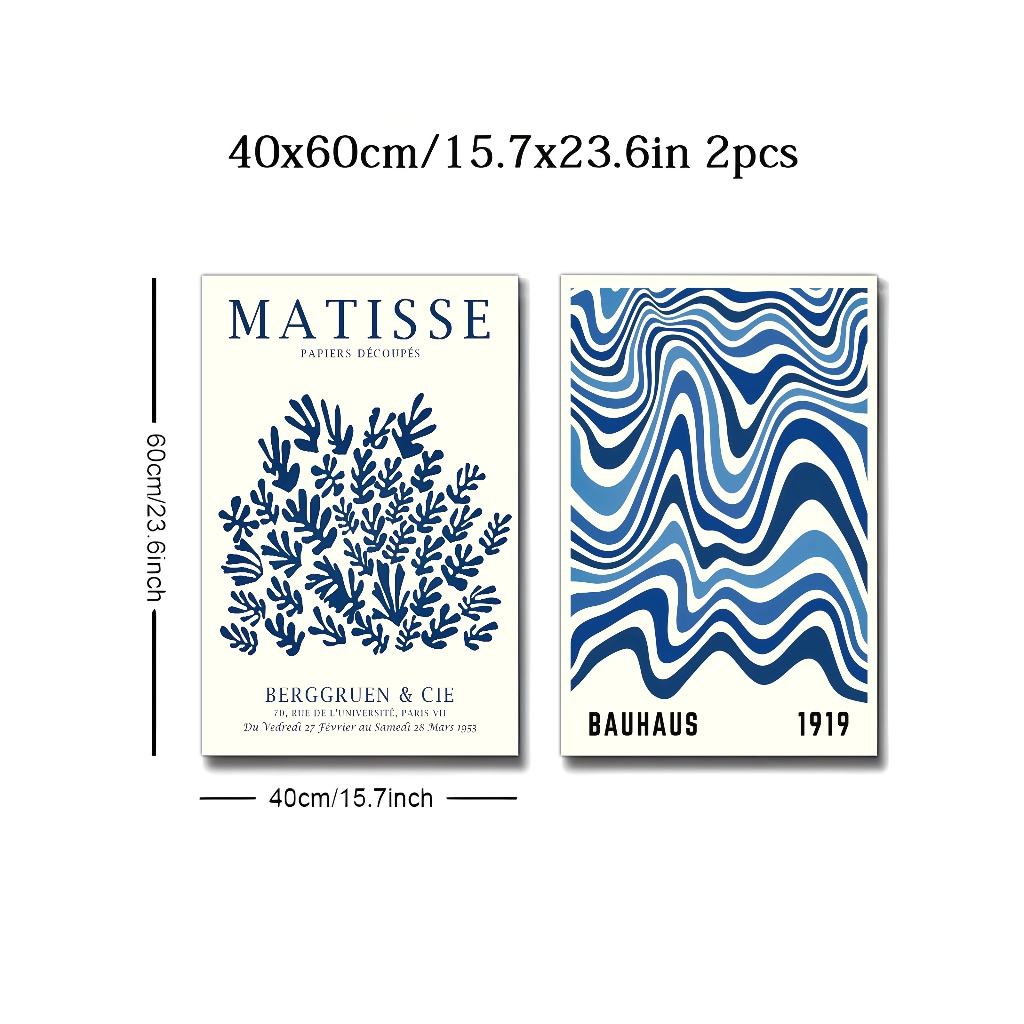 40x60cm/15.7x23.6in 2pcs
60cm/23.6inch
MATISSE
PAPIERS DÉCOUPÉS
BERGGRUEN & CIE
70, RUE DE L'UNIVERSITÉ, PARIS VII
Du Vedredi 27 Février au Samedi 28 Mars 1953
BAUHAUS 1919
40cm/15.7inch